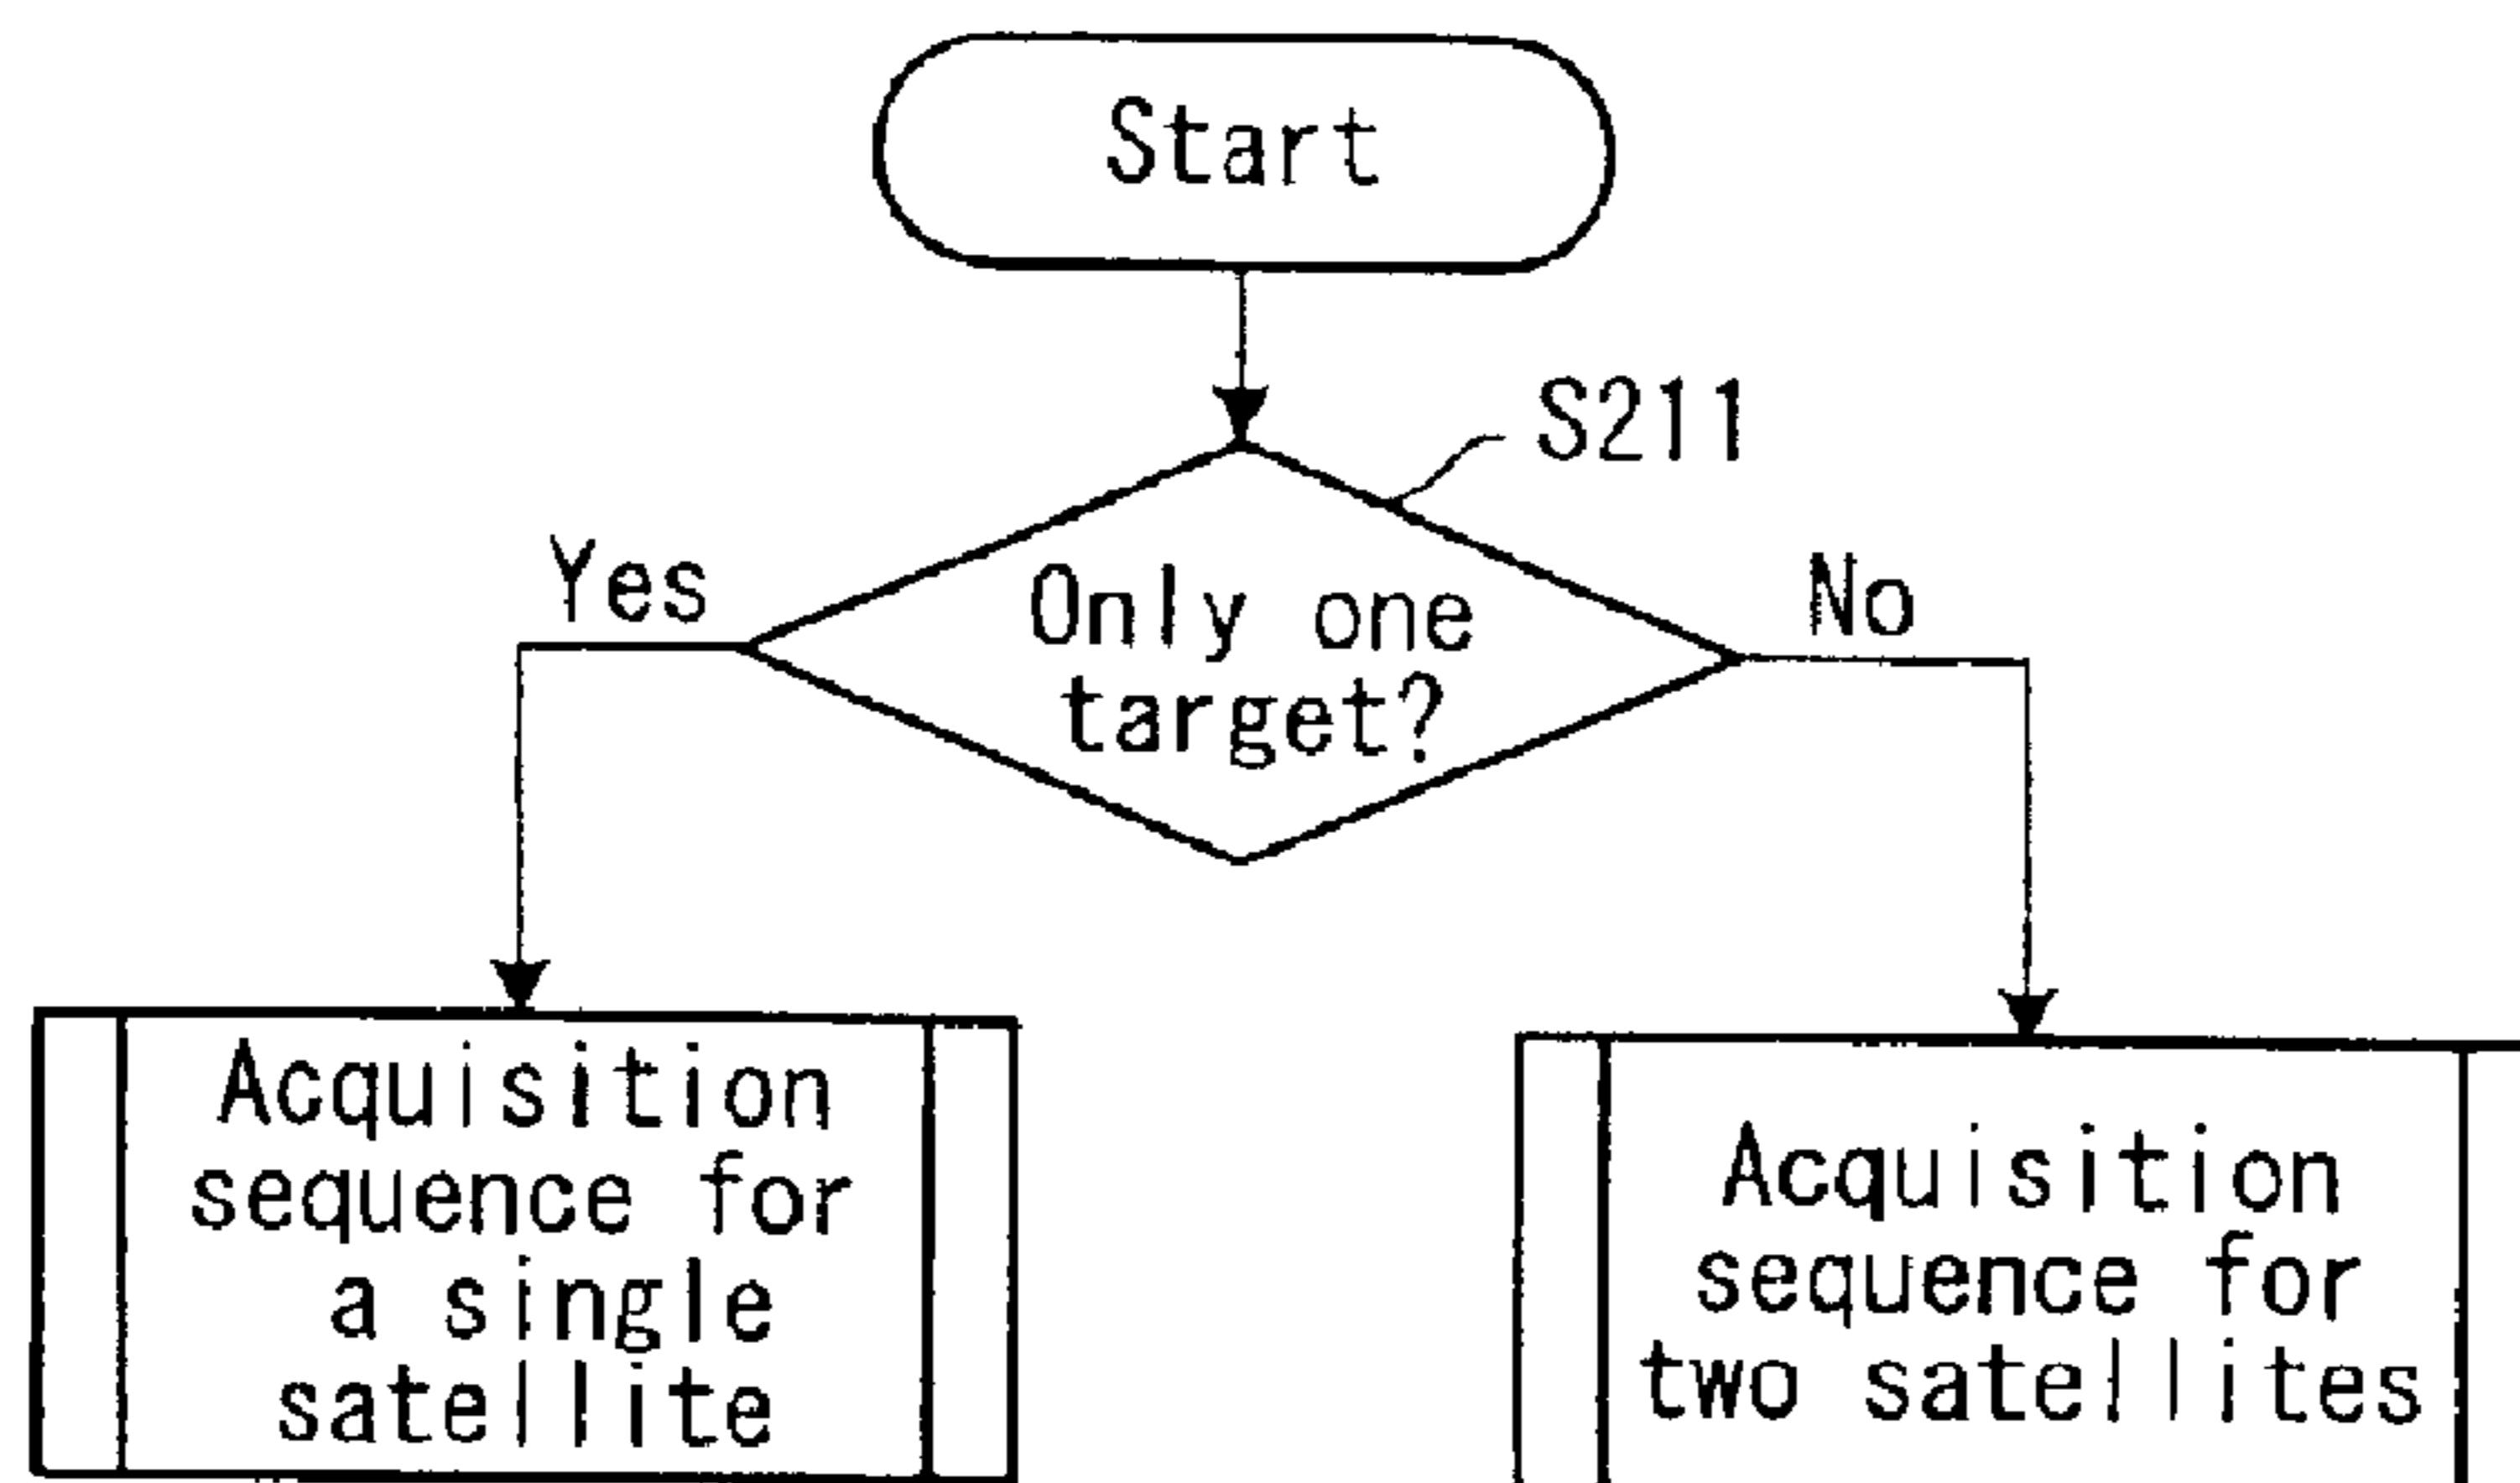 Start
S211
Yes
Only one
target?
No
Acquisition
sequence for
a single
satellite
Acquisition
sequence for
two satellites